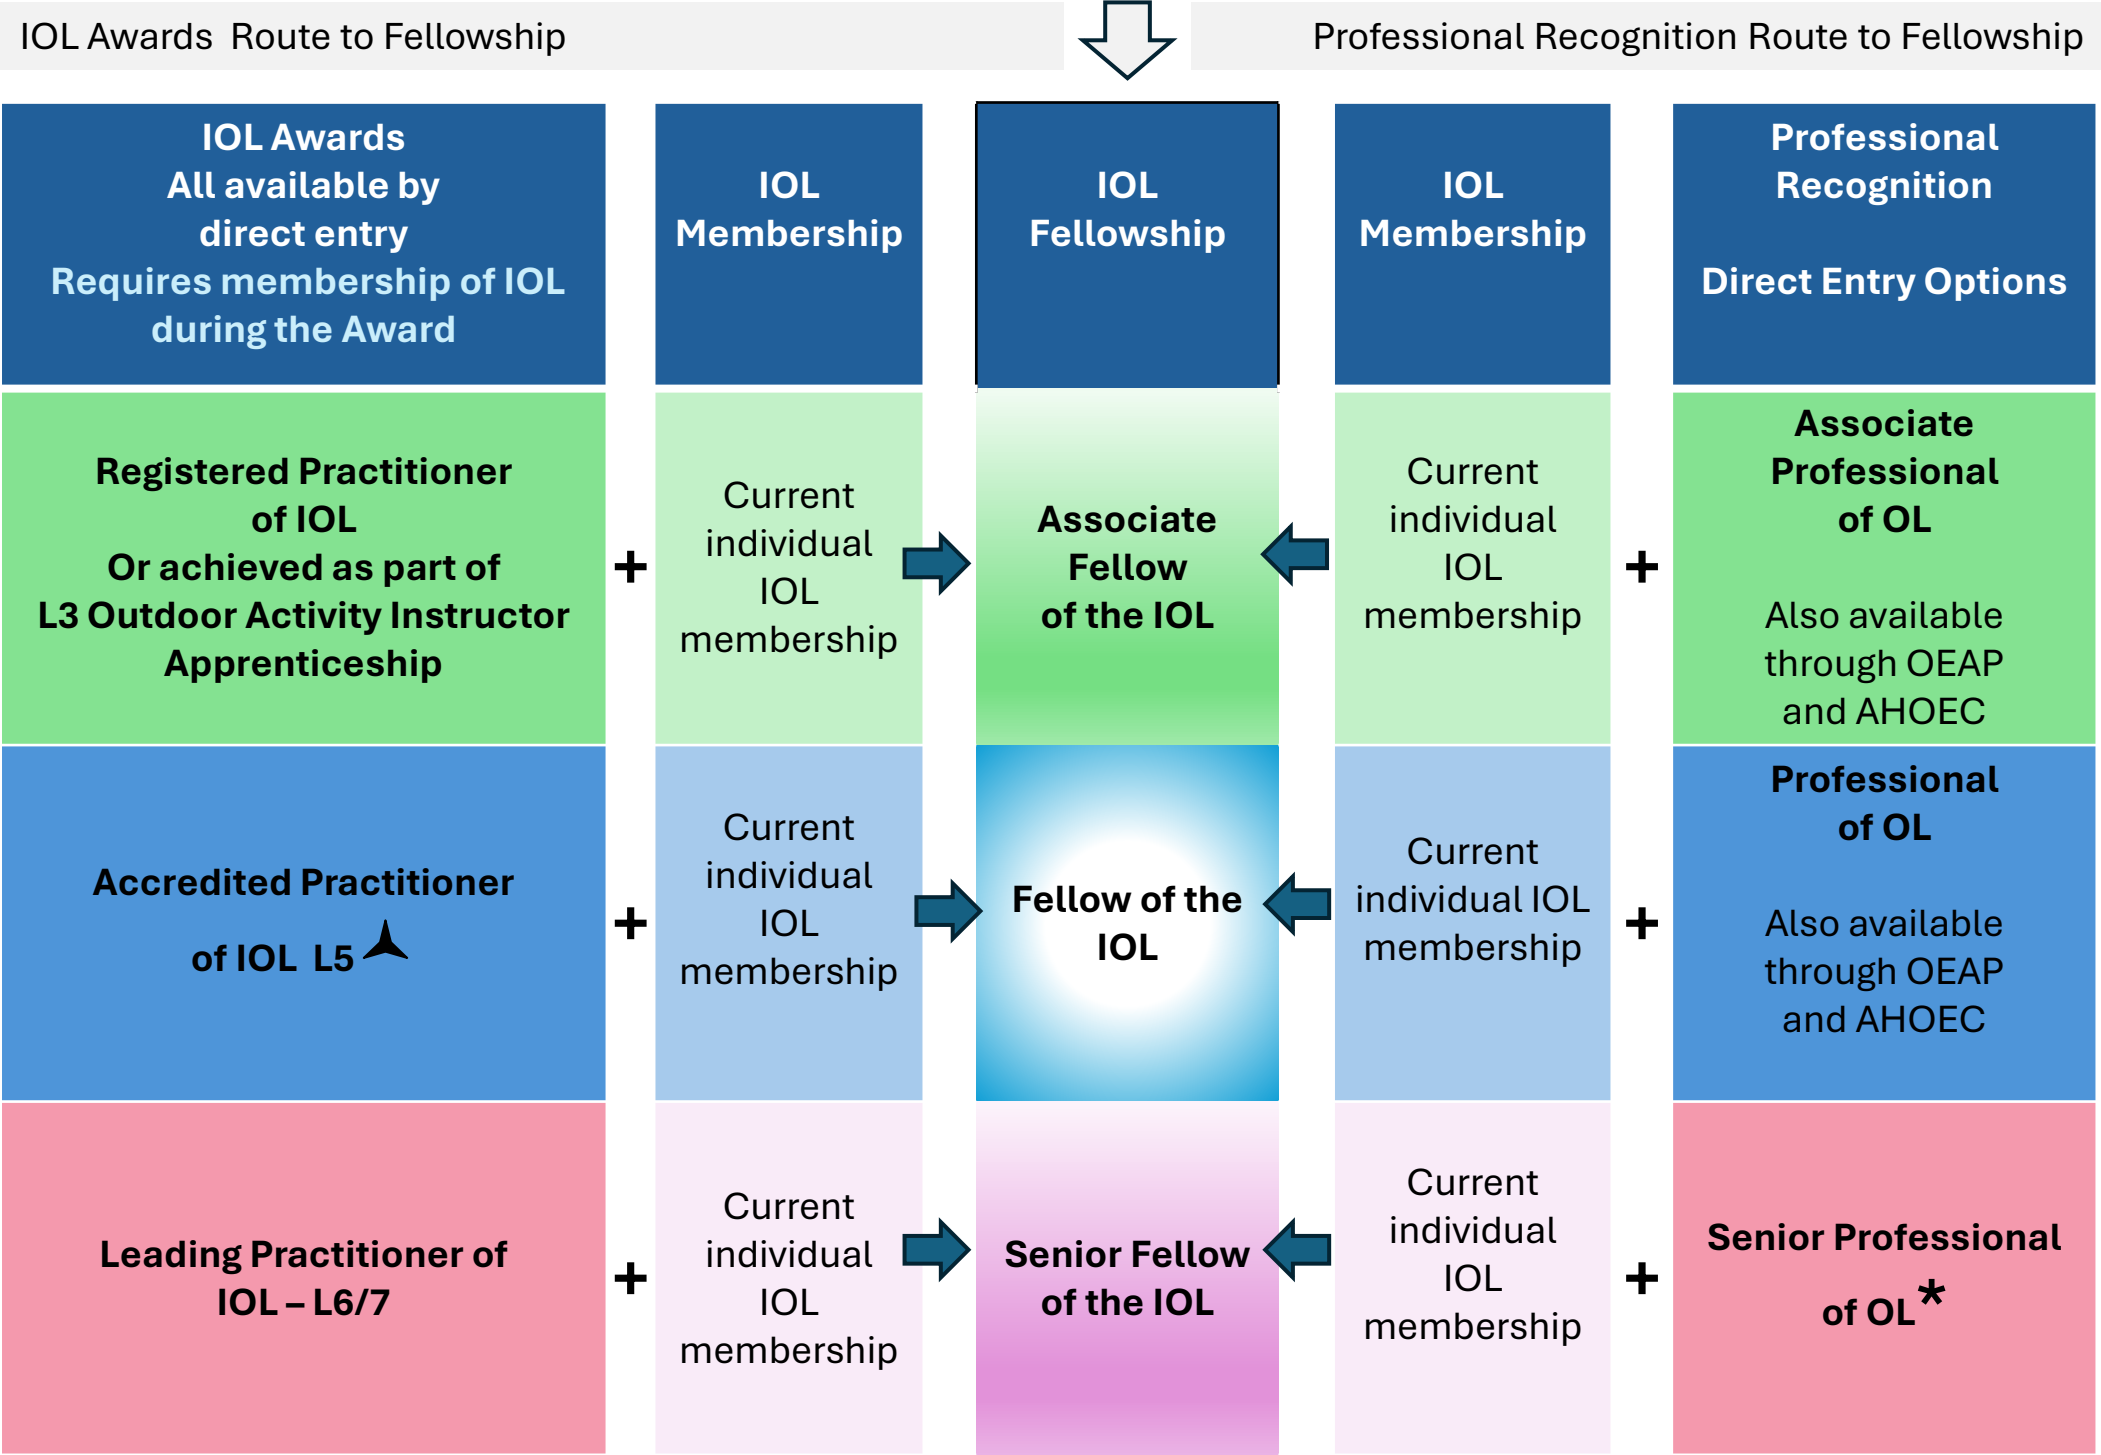 IOL Awards  Route to Fellowship
Professional Recognition Route to Fellowship
IOL Awards
All available by
direct entry
Requires membership of IOL
during the Award
IOL
Membership
IOL
Fellowship
IOL
Membership
Professional
Recognition
Direct Entry Options
Registered Practitioner
of IOL
Or achieved as part of
L3 Outdoor Activity Instructor
Apprenticeship
+
Current
individual
IOL
membership
Associate
Fellow
of the IOL
Current
individual
IOL
membership
+
Associate
Professional
of OL
Also available
through OEAP
and AHOEC
Accredited Practitioner
of IOL  L5
+
Current
individual
IOL
membership
Fellow of the
IOL
Current
individual IOL
membership
+
Professional
of OL
Also available
through OEAP
and AHOEC
Leading Practitioner of
IOL – L6/7
+
Current
individual
IOL
membership
Senior Fellow
of the IOL
Current
individual
IOL
membership
+
Senior Professional
of OL*